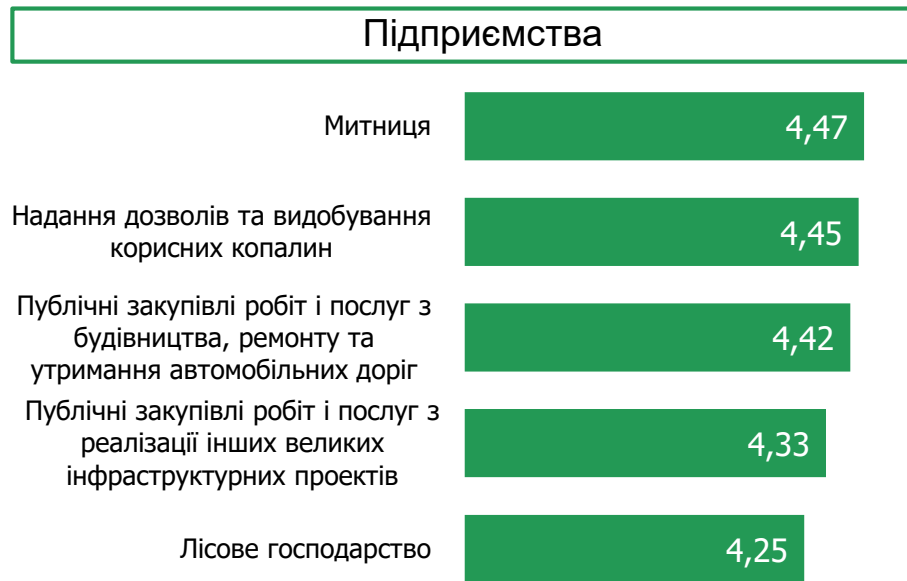 Підприємства
Митниця
4,47
Надання дозволів та видобування
корисних копалин
4,45
Публічні закупівлі робіт і послуг з
будівництва, ремонту та
утримання автомобільних доріг
4,42
Публічні закупівлі робіт і послуг з
реалізації інших великих
інфраструктурних проектів
4,33
Лісове господарство
4,25